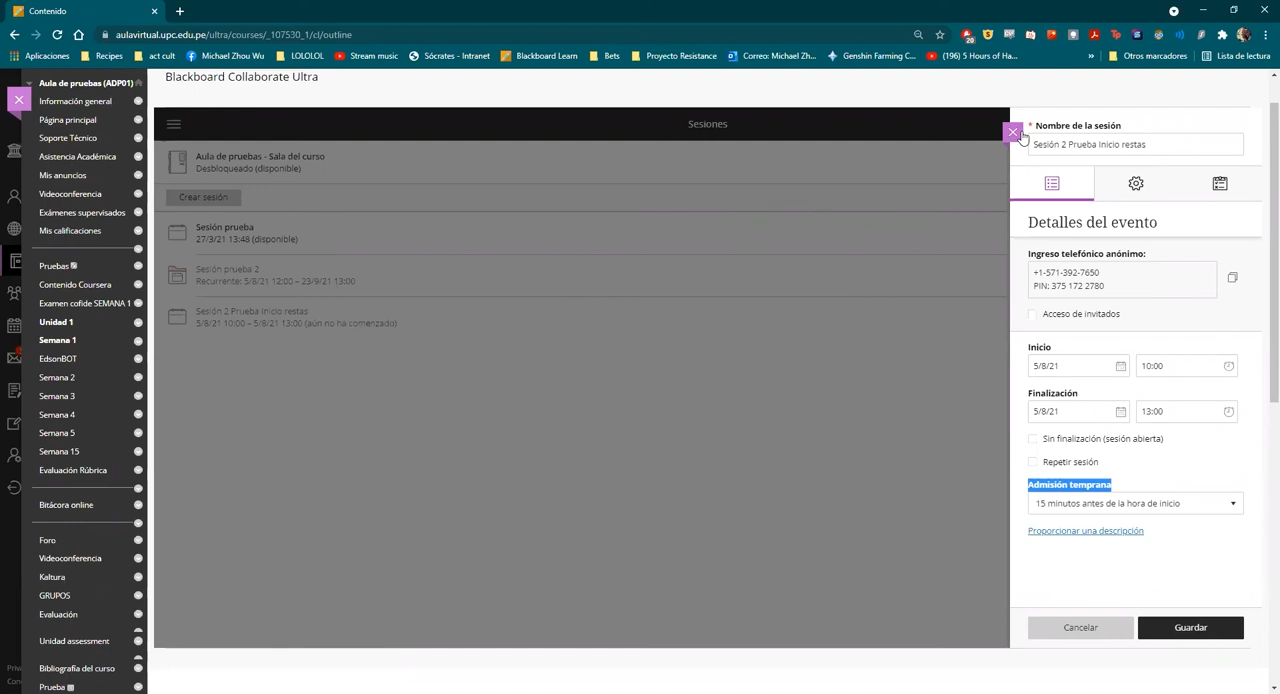 Contenido
aulavirtual.upc.edu.pe/courses/_107530_1/cl/outline
Aplicaciones
Recipes
act cult
Michael Zhou Wu
LOLOLOL
Stream music
Sócrates - Intranet
Blackboard Learn
Bets
Proyecto Resistance
Correo: Michael Zh...
Genshin Farming C...
(196) 5 Hours of Ha...
»
Otros marcadores
Lista de lectura
Aula de pruebas (ADP01)
Información general
Página principal
Soporte Técnico
Asistencia Académica
Mis anuncios
Videoconferencia
Exámenes supervisados
Mis calificaciones
Pruebas
Contenido Coursera
Examen cofide SEMANA 1
Unidad 1
Semana 1
EdsonBOT
Semana 2
Semana 3
Semana 4
Semana 5
Semana 15
Evaluación Rúbrica
Bitácora online
Foro
Videoconferencia
Kaltura
GRUPOS
Evaluación
Unidad assessment
Bibliografía del curso
Prueba
Blackboard Collaborate Ultra
Sesiones
Aula de pruebas - Sala del curso
Desbloqueado (disponible)
Crear sesión
Sesión prueba
27/3/21 13:48 (disponible)
Sesión prueba 2
Recurrente: 5/8/21 12:00 – 23/9/21 13:00
Sesión 2 Prueba Inicio restas
5/8/21 10:00 – 5/8/21 13:00 (aún no ha comenzado)
* Nombre de la sesión
Sesión 2 Prueba Inicio restas
Detalles del evento
Ingreso telefónico anónimo:
+1-571-392-7650
PIN: 375 172 2780
Acceso de invitados
Inicio
5/8/21 10:00
Finalización
5/8/21 13:00
Sin finalización (sesión abierta)
Repetir sesión
Admisión temprana
15 minutos antes de la hora de inicio
Proporcionar una descripción
Cancelar
Guardar